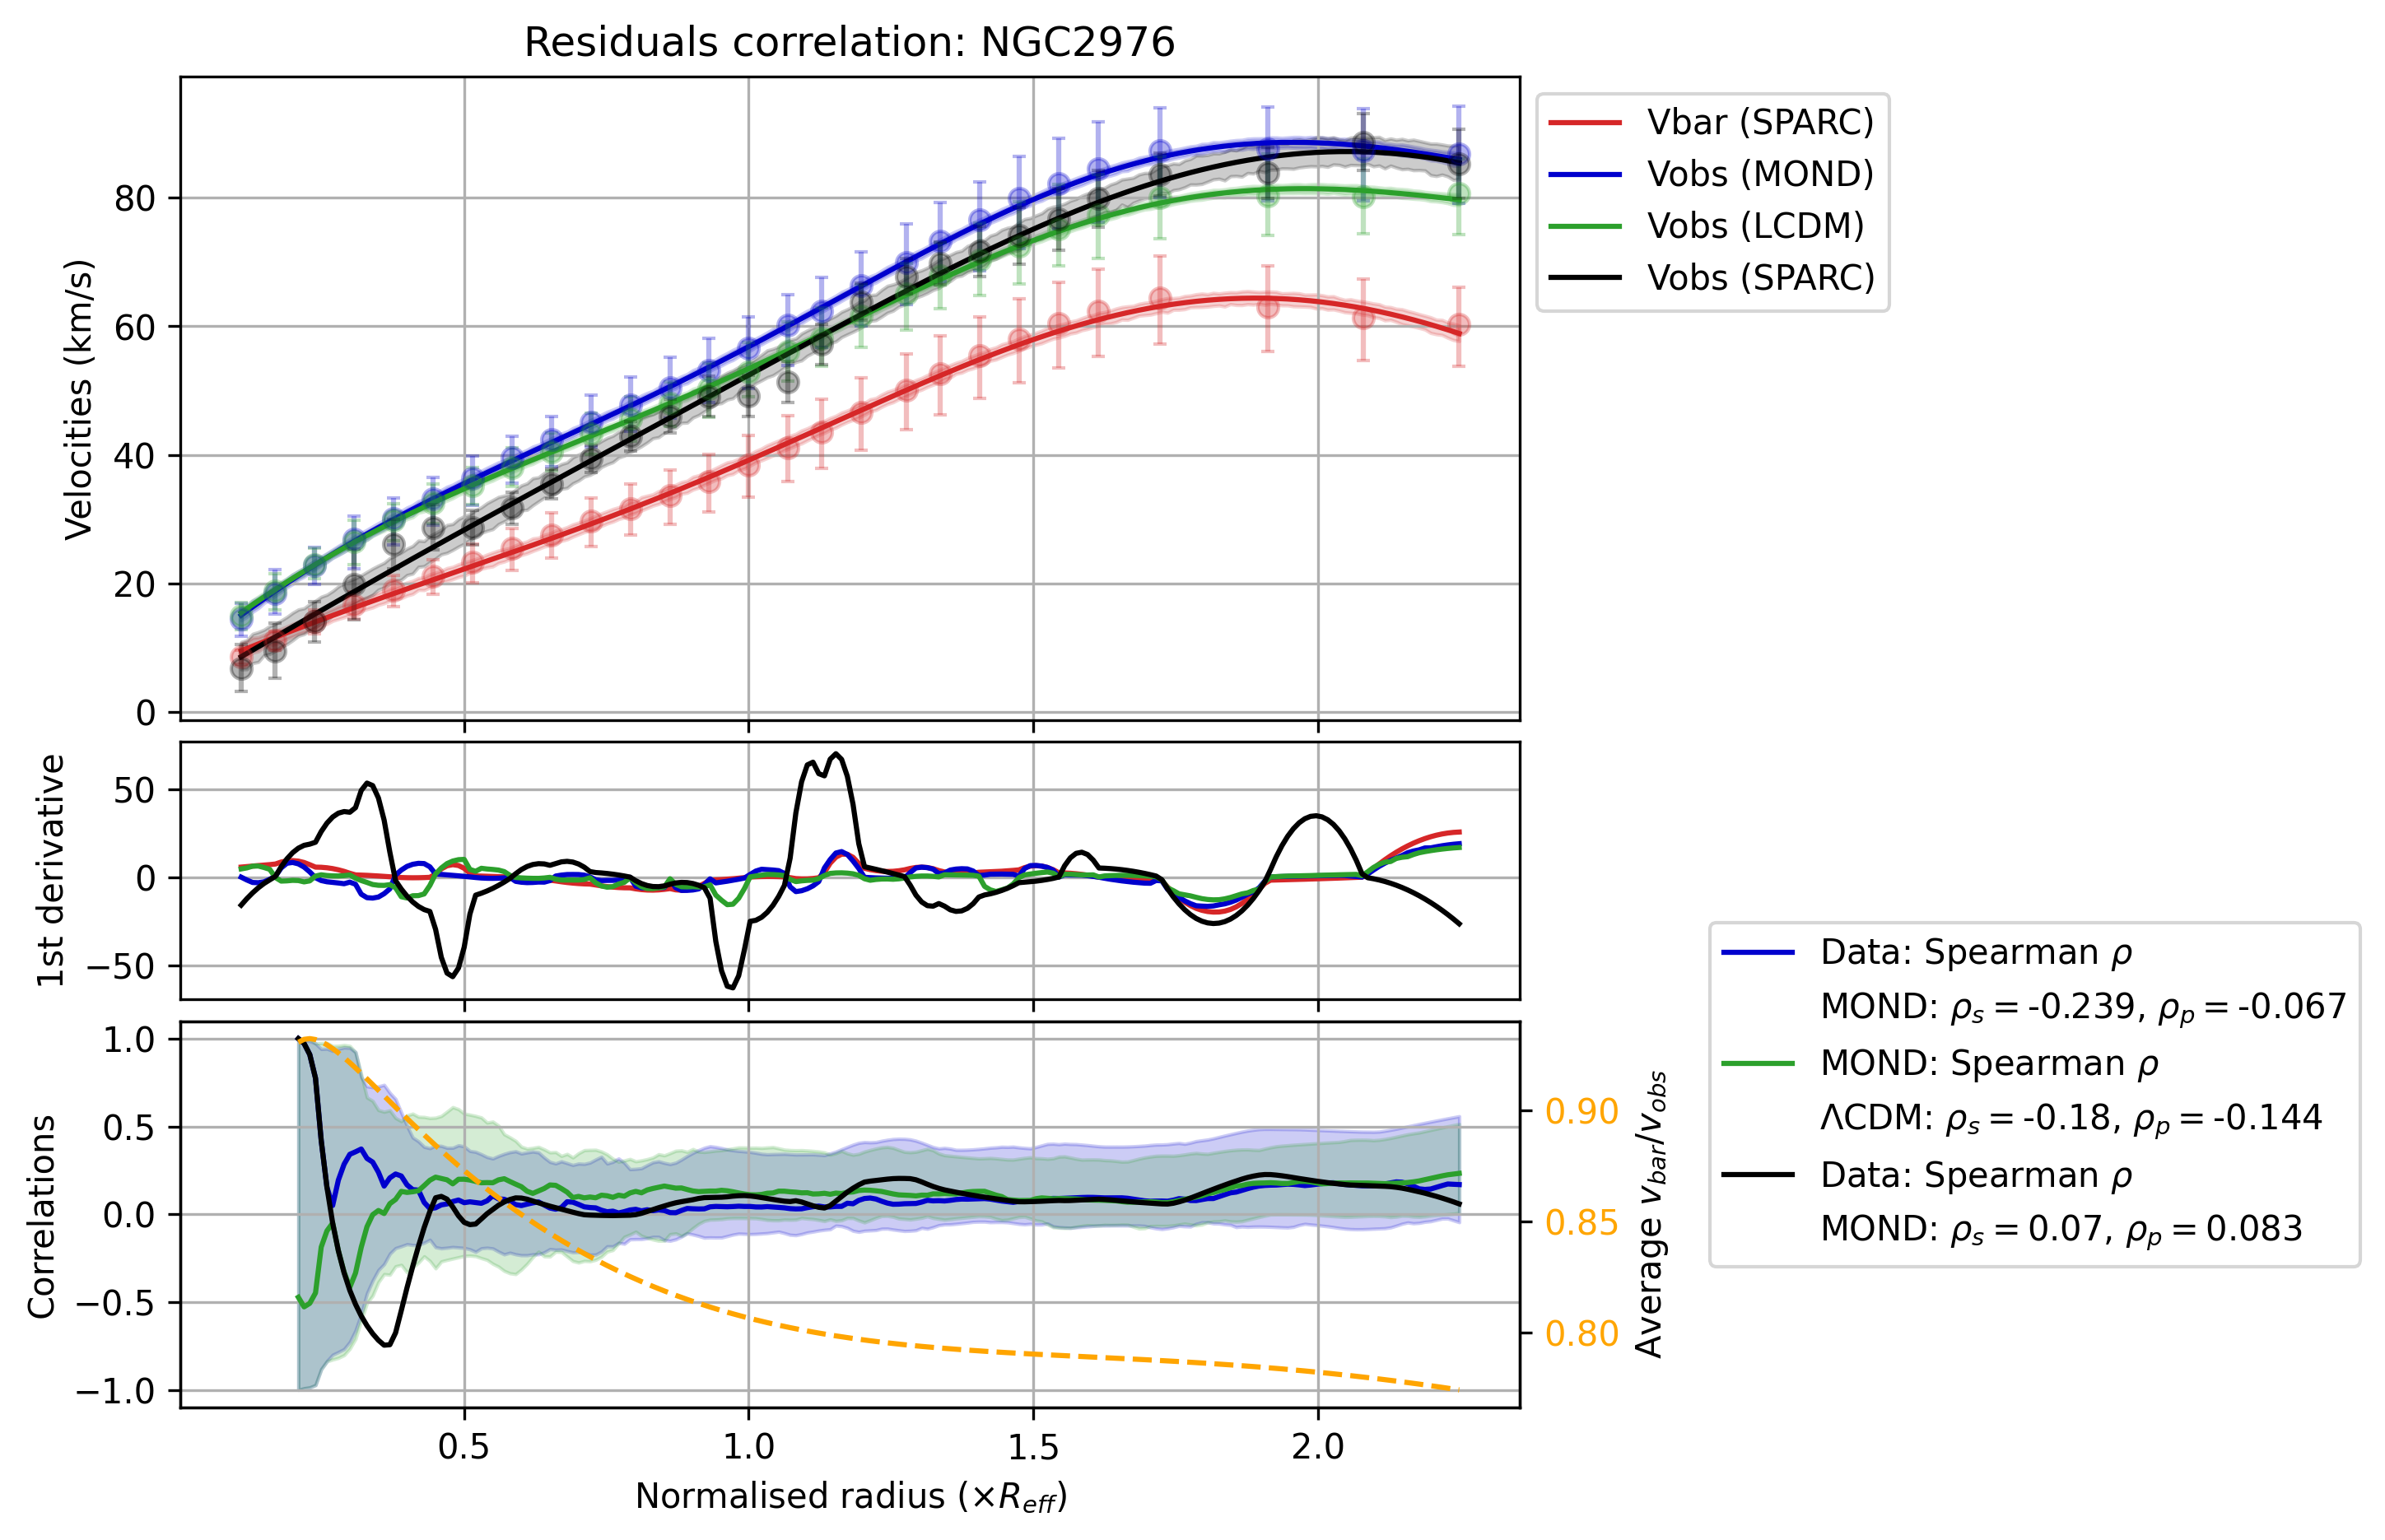 Residuals correlation: NGC2976
Velocities (km/s)
80
60
40
20
0
Vbar (SPARC)
Vobs (MOND)
Vobs (LCDM)
Vobs (SPARC)
1st derivative
50
0
−50
Correlations
1.0
0.5
0.0
−0.5
−1.0
0.90
0.85
0.80
Average v_bar/v_obs
Data: Spearman ρ
MOND: ρ_s = -0.239, ρ_p = -0.067
MOND: Spearman ρ
ΛCDM: ρ_s = -0.18, ρ_p = -0.144
Data: Spearman ρ
MOND: ρ_s = 0.07, ρ_p = 0.083
0.5 1.0 1.5 2.0
Normalised radius (×R_eff)